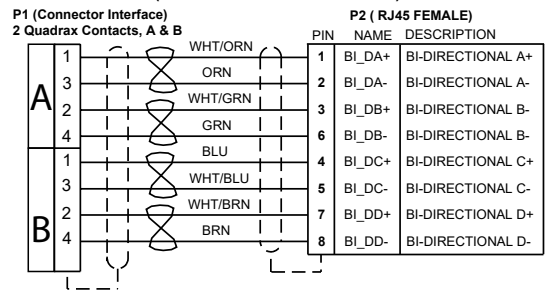 P1 (Connector Interface)
2 Quadrax Contacts, A & B
P2 ( RJ45 FEMALE)
PIN NAME DESCRIPTION
A
1 WHT/ORN 1 BI_DA+ BI-DIRECTIONAL A+
3 ORN 2 BI_DA- BI-DIRECTIONAL A-
2 WHT/GRN 3 BI_DB+ BI-DIRECTIONAL B-
4 GRN 6 BI_DB- BI-DIRECTIONAL B-
B
1 BLU 4 BI_DC+ BI-DIRECTIONAL C+
3 WHT/BLU 5 BI_DC- BI-DIRECTIONAL C-
2 WHT/BRN 7 BI_DD+ BI-DIRECTIONAL D+
4 BRN 8 BI_DD- BI-DIRECTIONAL D-